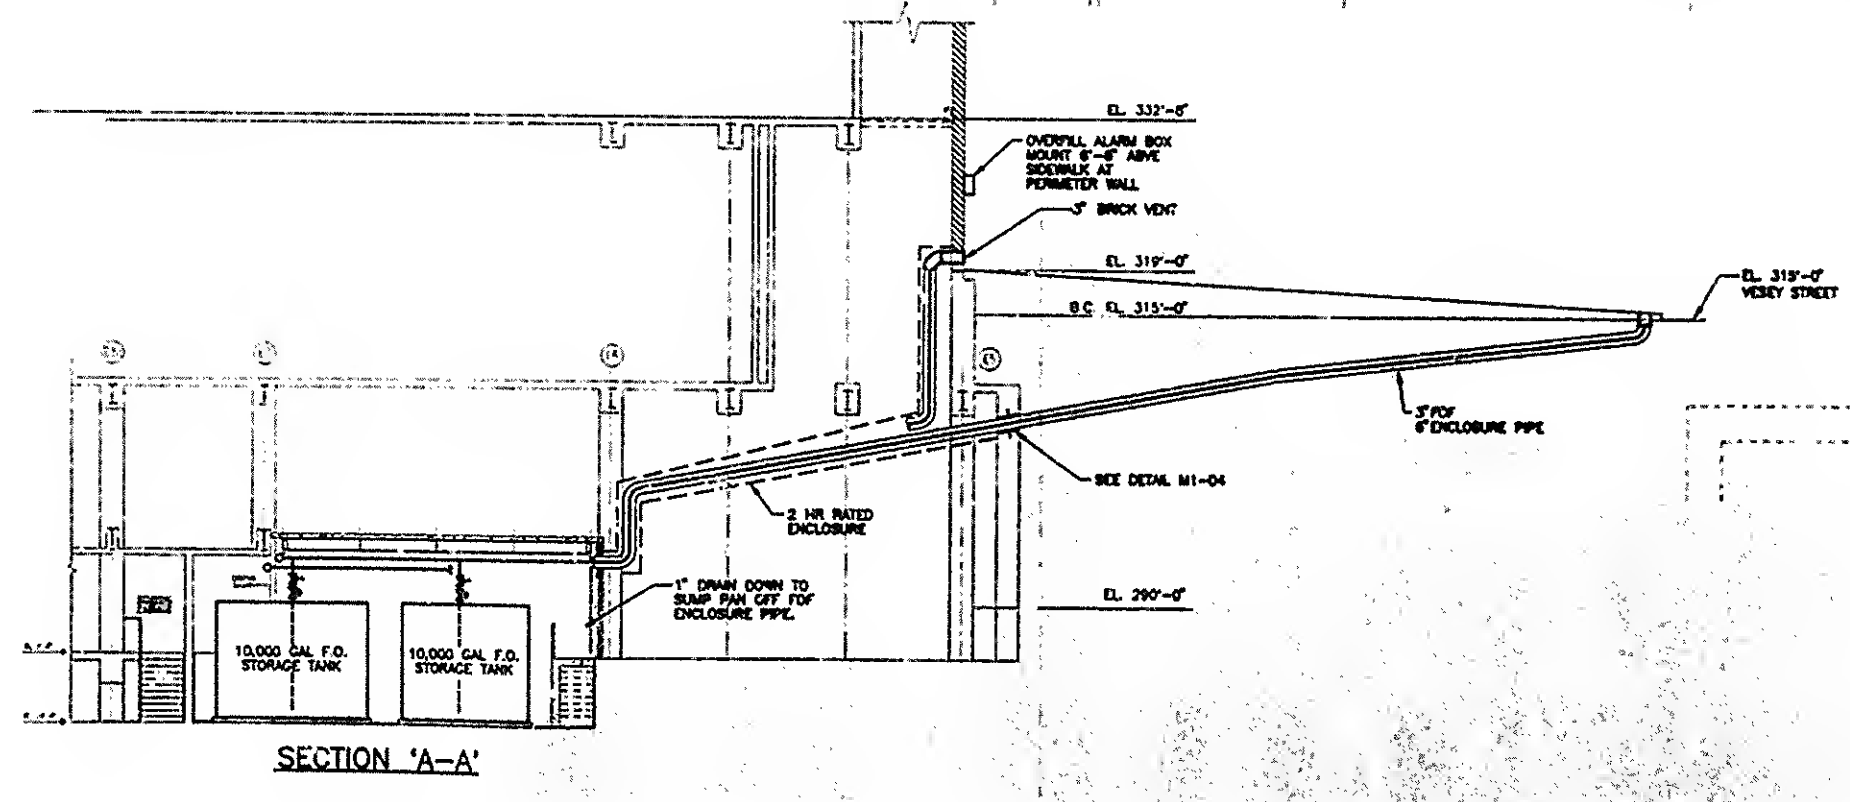 EL. 332'-6"
OVERFILL ALARM BOX
MOUNT 6'-6" ABVE
SIDEWALK AT
PERIMETER WALL
3" BRICK VENT
EL. 319'-0"
EL. 315'-0"
VESEY STREET
B.C. EL. 315'-0"
3" FOF
6" ENCLOSURE PIPE
SEE DETAIL M1-04
2 HR RATED
ENCLOSURE
1" DRAIN DOWN TO
SUMP PAN OFF FOF
ENCLOSURE PIPE.
EL. 290'-0"
10,000 GAL F.O.
STORAGE TANK
10,000 GAL F.O.
STORAGE TANK
SECTION 'A-A'